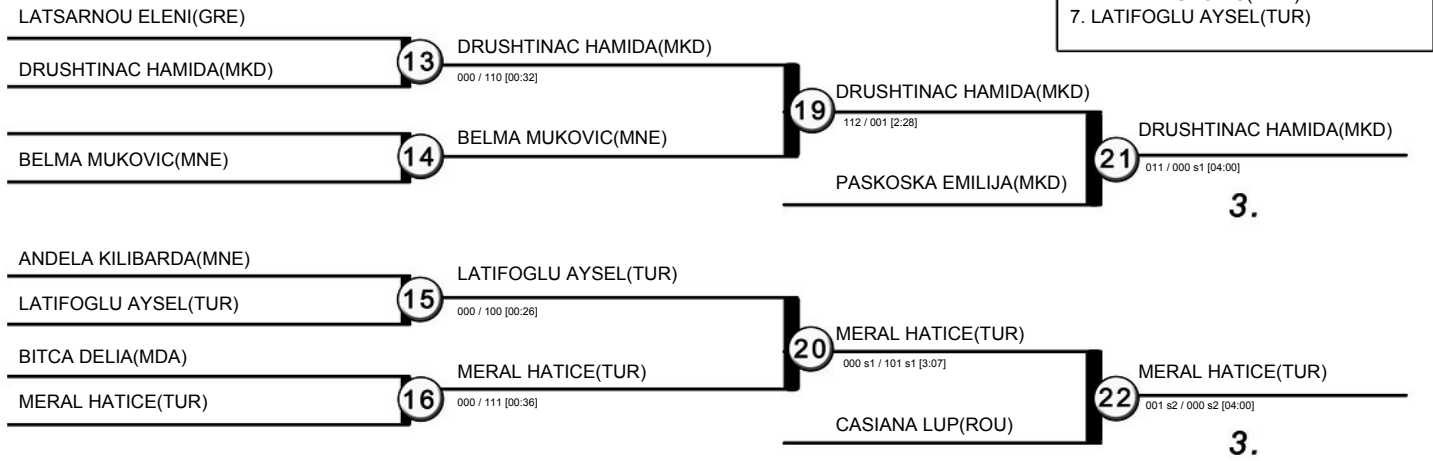 7. LATIFOGLU AYSEL(TUR)
LATSARNOU ELENI(GRE)
DRUSHTINAC HAMIDA(MKD)
13
DRUSHTINAC HAMIDA(MKD)
000 / 110 [00:32]
BELMA MUKOVIC(MNE)
14
BELMA MUKOVIC(MNE)
19
DRUSHTINAC HAMIDA(MKD)
112 / 001 [2:28]
PASKOSKA EMILIJA(MKD)
21
DRUSHTINAC HAMIDA(MKD)
011 / 000 s1 [04:00]
3.
ANDELA KILIBARDA(MNE)
LATIFOGLU AYSEL(TUR)
15
LATIFOGLU AYSEL(TUR)
000 / 100 [00:26]
BITCA DELIA(MDA)
MERAL HATICE(TUR)
16
MERAL HATICE(TUR)
000 / 111 [00:36]
20
MERAL HATICE(TUR)
000 s1 / 101 s1 [3:07]
CASIANA LUP(ROU)
22
MERAL HATICE(TUR)
001 s2 / 000 s2 [04:00]
3.